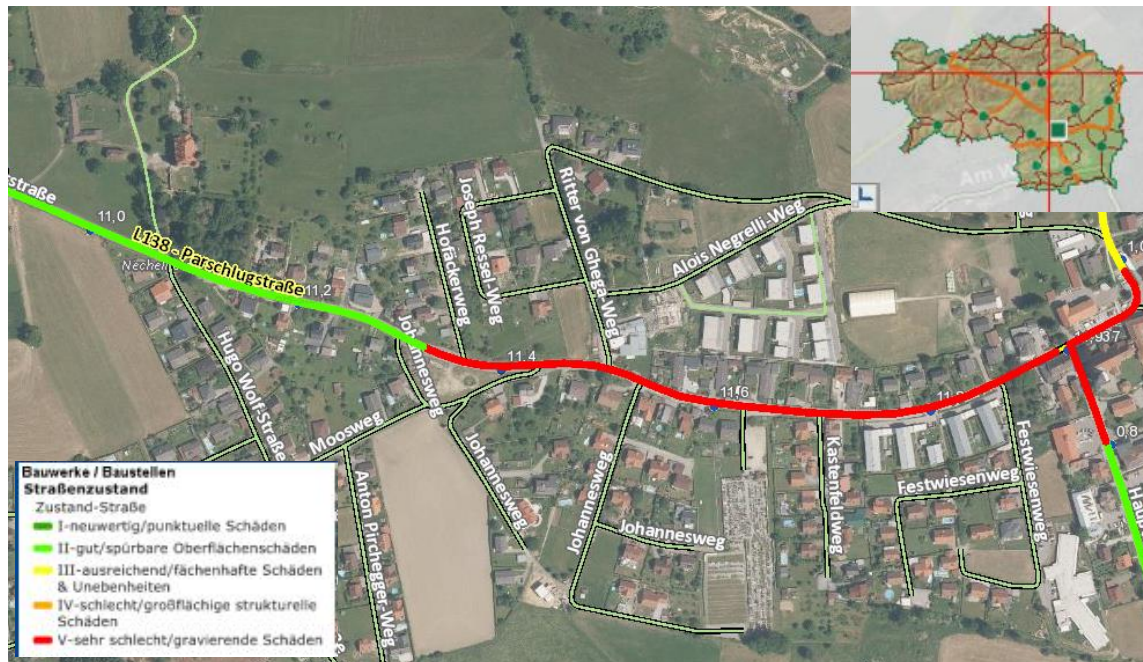 Am W
straße
11,0
L138 - Parschlugstraße
11,2
Hugo Wolf-Straße
Johannesweg
Hofäckerweg
Joseph Ressel-Weg
Ritter von Ghega-Weg
Alois Negrelli-Weg
11,4
11,6
0,8
Moosweg
Anton Pirchegger-Weg
Johannesweg
Johannesweg
Johannesweg
Kastenfeldweg
Festwiesenweg
Festwiesenweg
Bauwerke / Baustellen
Straßenzustand
Zustand-Straße
I-neuwertig/punktuelle Schäden
II-gut/spürbare Oberflächenschäden
III-ausreichend/fächenhafte Schäden
& Unebenheiten
IV-schlecht/großflächige strukturelle
Schäden
V-sehr schlecht/gravierende Schäden